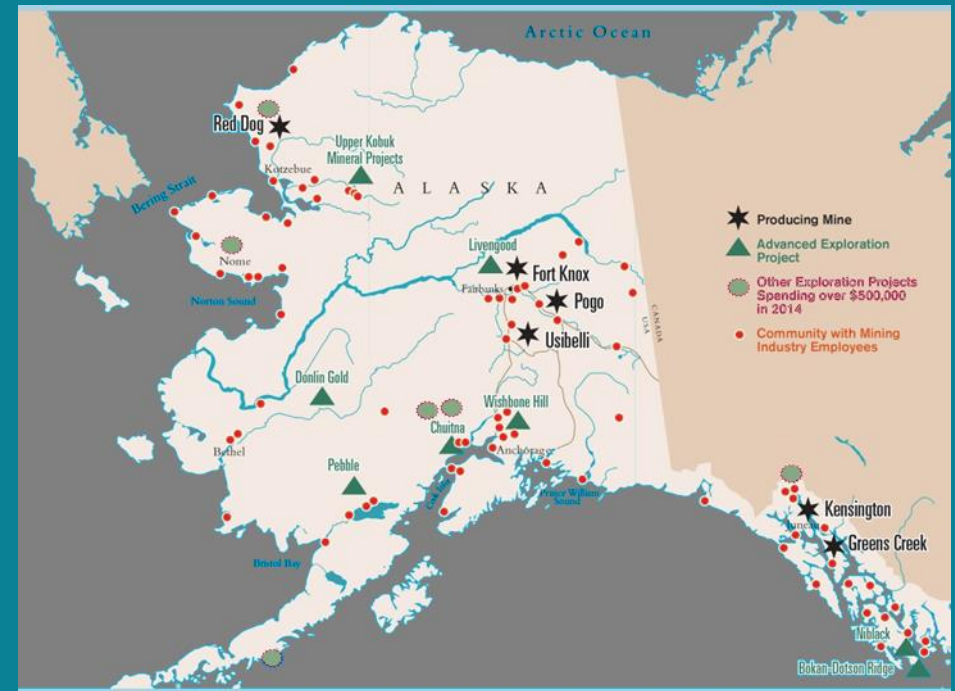 Arctic Ocean
Red Dog
Upper Kobuk
Mineral Projects
Kotzebue
ALASKA
Bering Strait
Producing Mine
Advanced Exploration
Project
Livengood
Nome
Fort Knox
Fairbanks
Other Exploration Projects
Spending over $500,000
in 2014
Norton Sound
Pogo
CANADA
USA
Usibelli
Community with Mining
Industry Employees
Donlin Gold
Wishbone Hill
Chuitna
Bethel
Anchorage
Pebble
Cook Inlet
Prince William
Sound
Kensington
Juneau
Greens Creek
Bristol Bay
Niblack
Bokan-Dotson Ridge